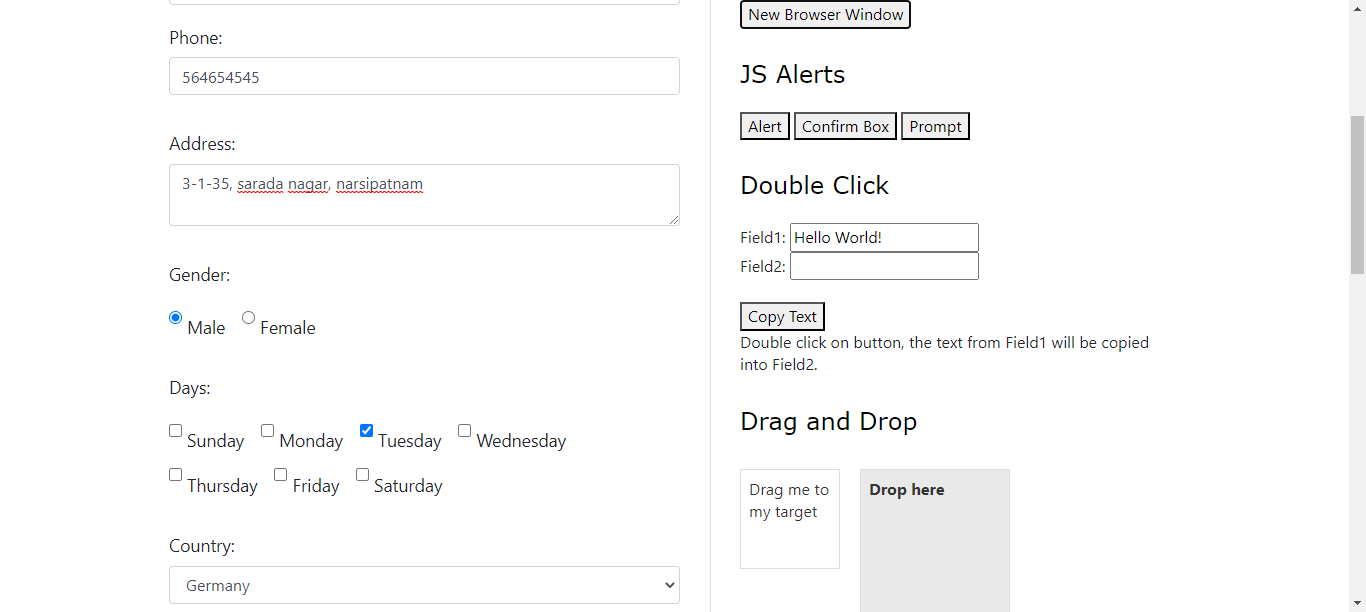 Phone:
564654545
Address:
3-1-35, sarada nagar, narsipatnam
Gender:
Male Female
Days:
Sunday Monday Tuesday Wednesday
Thursday Friday Saturday
Country:
Germany
New Browser Window
JS Alerts
Alert Confirm Box Prompt
Double Click
Field1: Hello World!
Field2:
Copy Text
Double click on button, the text from Field1 will be copied
into Field2.
Drag and Drop
Drag me to
my target
Drop here